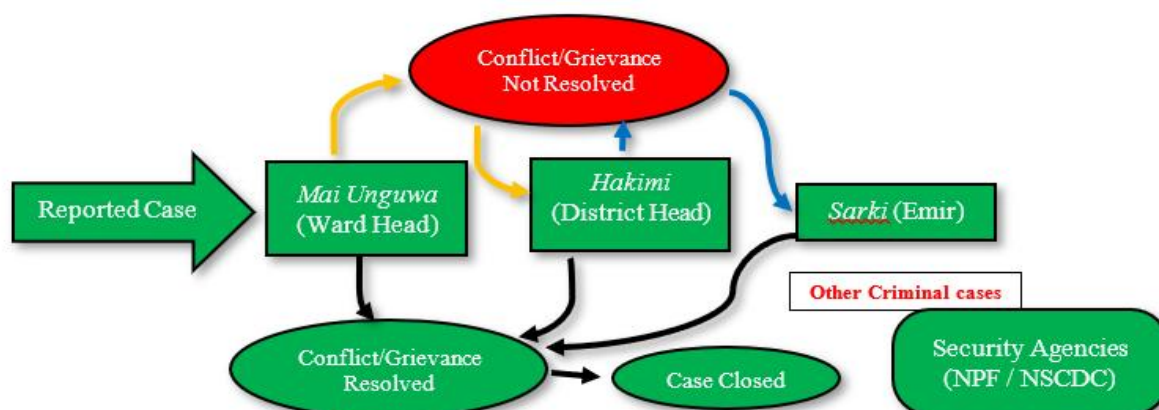 Conflict/Grievance
Not Resolved
Reported Case
Mai Unguwa
(Ward Head)
Hakimi
(District Head)
Sarki (Emir)
Other Criminal cases
Conflict/Grievance
Resolved
Case Closed
Security Agencies
(NPF / NSCDC)